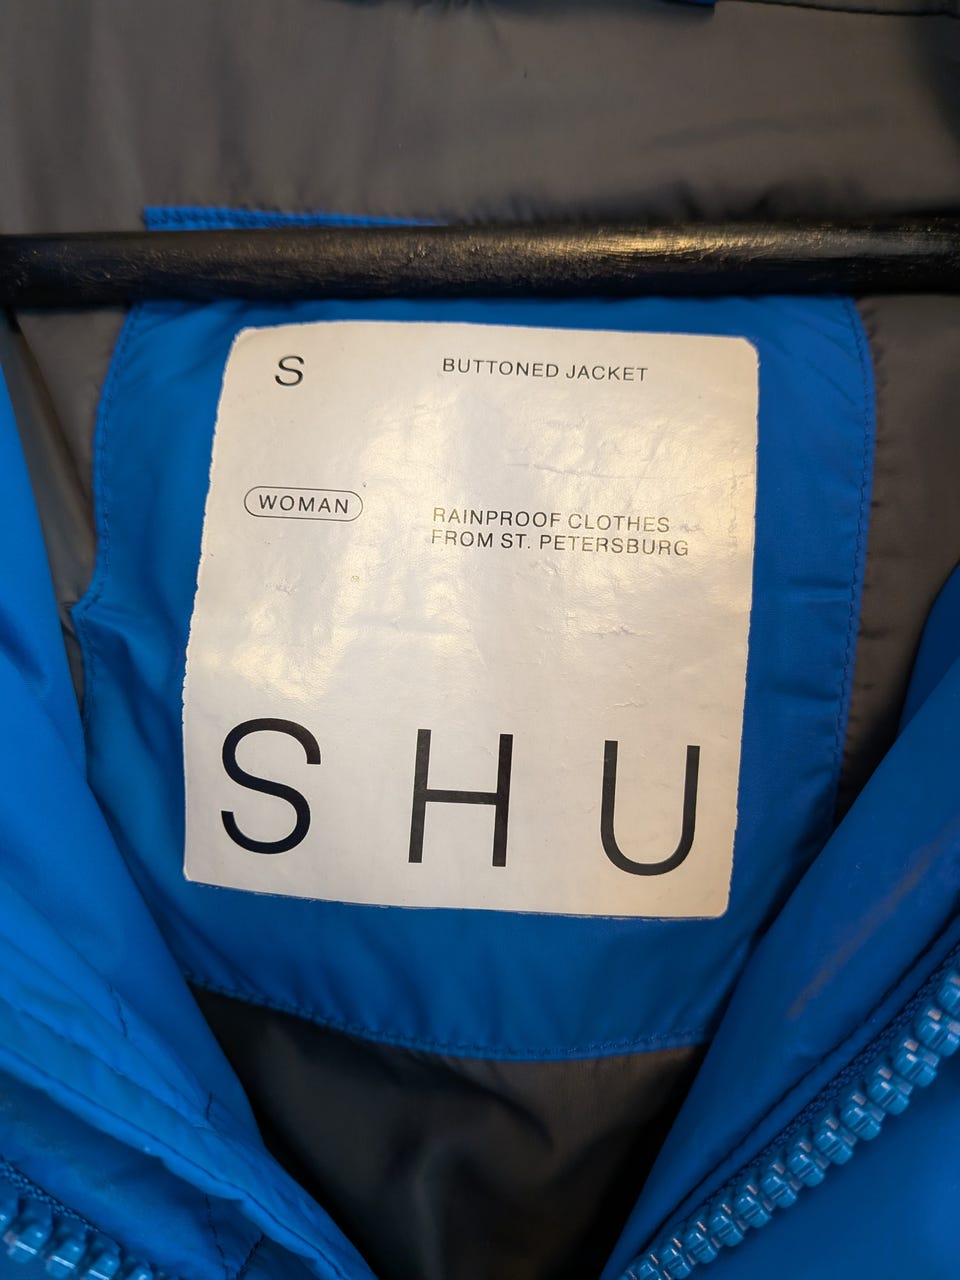 S
BUTTONED JACKET
WOMAN
RAINPROOF CLOTHES
FROM ST. PETERSBURG
SHU